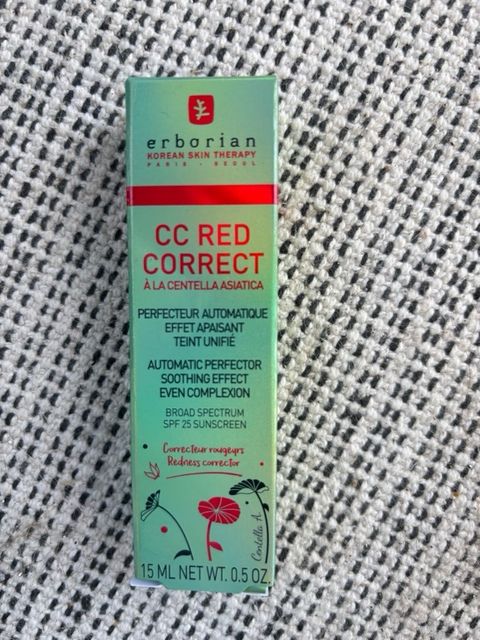 erborian
KOREAN SKIN THERAPY
PARIS - SEOUL
CC RED
CORRECT
À LA CENTELLA ASIATICA
PERFECTEUR AUTOMATIQUE
EFFET APAISANT
TEINT UNIFIÉ
AUTOMATIC PERFECTOR
SOOTHING EFFECT
EVEN COMPLEXION
BROAD SPECTRUM
SPF 25 SUNSCREEN
Correcteur rougeurs
Redness corrector
Centella A.
15 ML NET WT. 0.5 OZ.